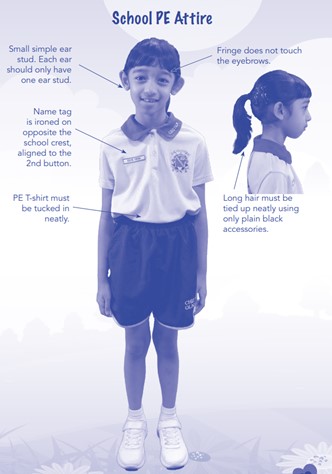 School PE Attire
Small simple ear
stud. Each ear
should only have
one ear stud.
Fringe does not touch
the eyebrows.
Name tag
is ironed on
opposite the
school crest,
aligned to the
2nd button.
PE T-shirt must
be tucked in
neatly.
Long hair must be
tied up neatly using
only plain black
accessories.